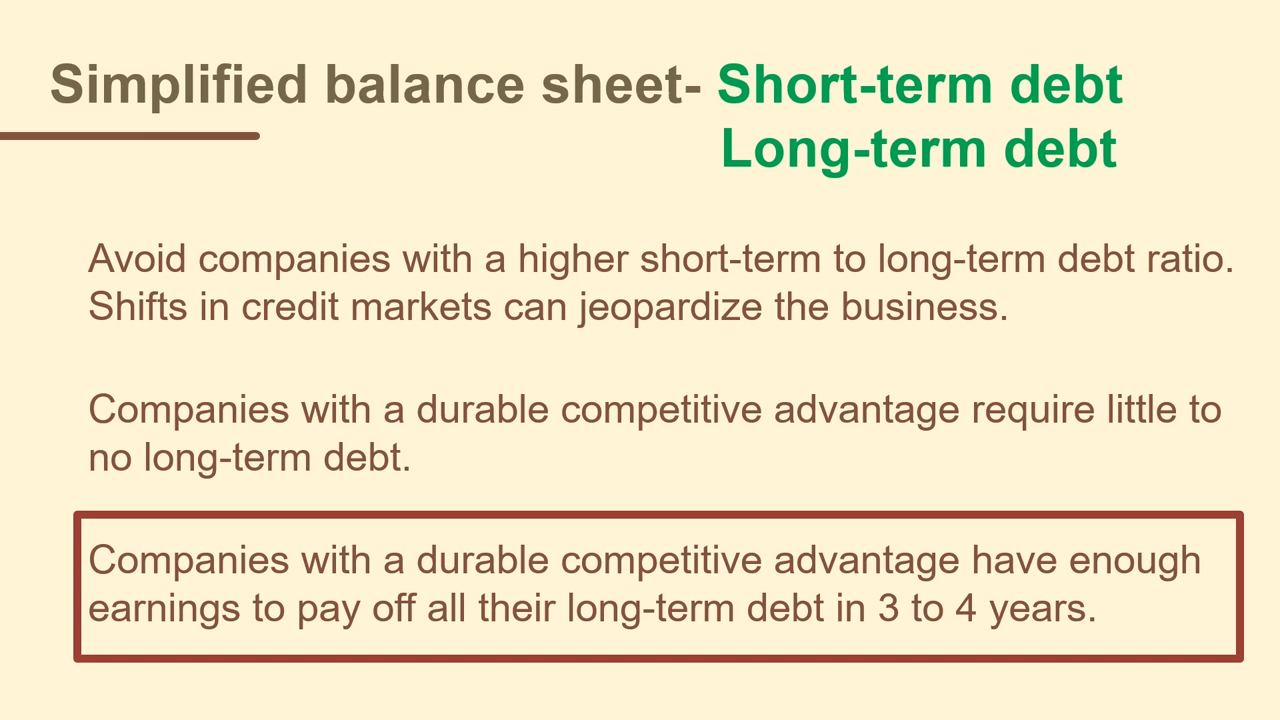 Simplified balance sheet- Short-term debt
Long-term debt
Avoid companies with a higher short-term to long-term debt ratio.
Shifts in credit markets can jeopardize the business.
Companies with a durable competitive advantage require little to
no long-term debt.
Companies with a durable competitive advantage have enough
earnings to pay off all their long-term debt in 3 to 4 years.